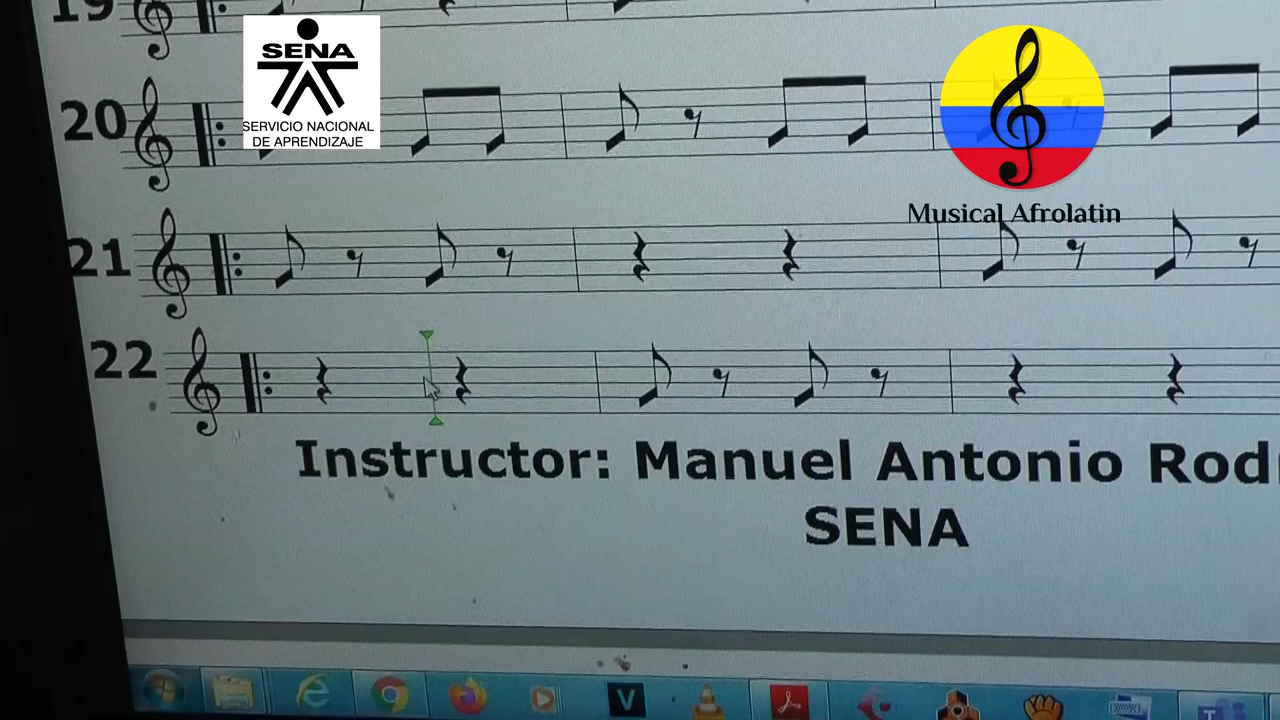 19
SENA
SERVICIO NACIONAL
DE APRENDIZAJE
20
Musical Afrolatin
21
22
Instructor: Manuel Antonio
SENA